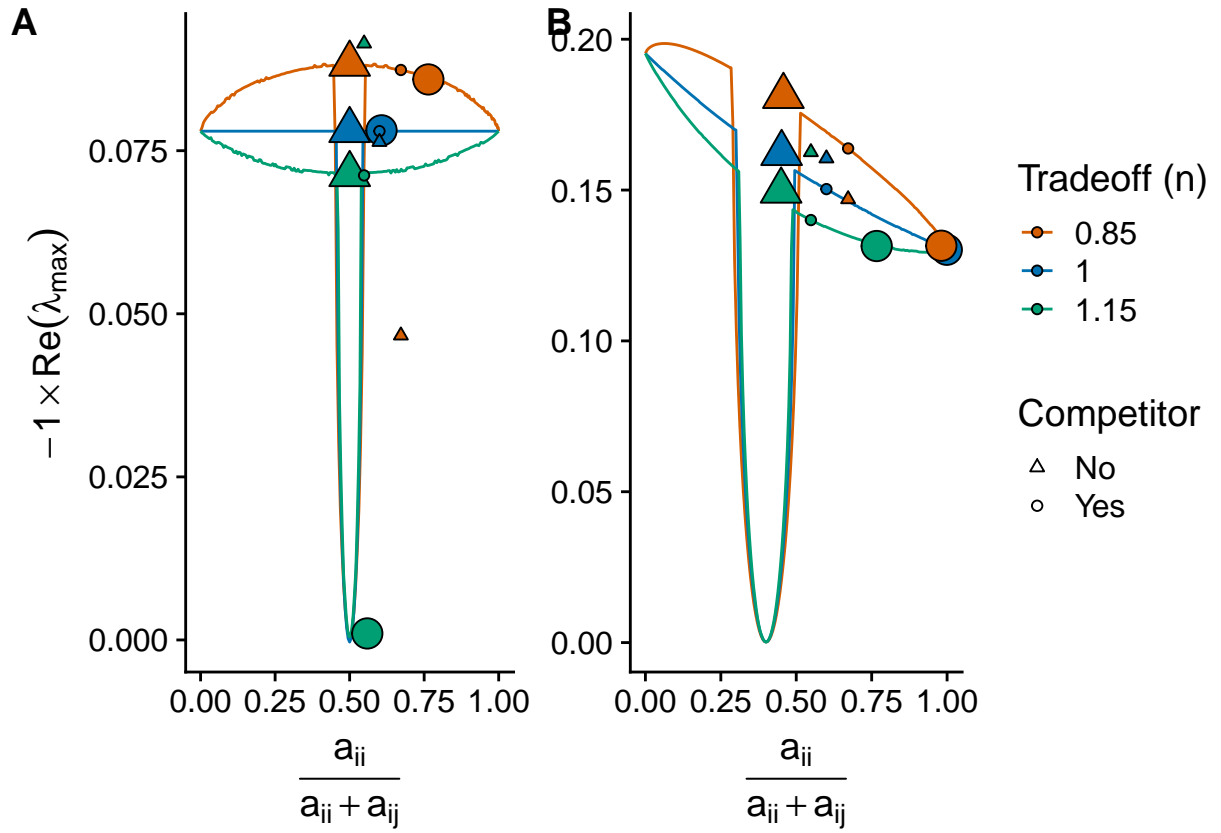 A
B
−1 × Re(λmax)
0.075
0.050
0.025
0.000
0.00 0.25 0.50 0.75 1.00
aii
aii + aij
0.20
0.15
0.10
0.05
0.00
0.00 0.25 0.50 0.75 1.00
aii
aii + aij
Tradeoff (n)
0.85
1
1.15
Competitor
No
Yes